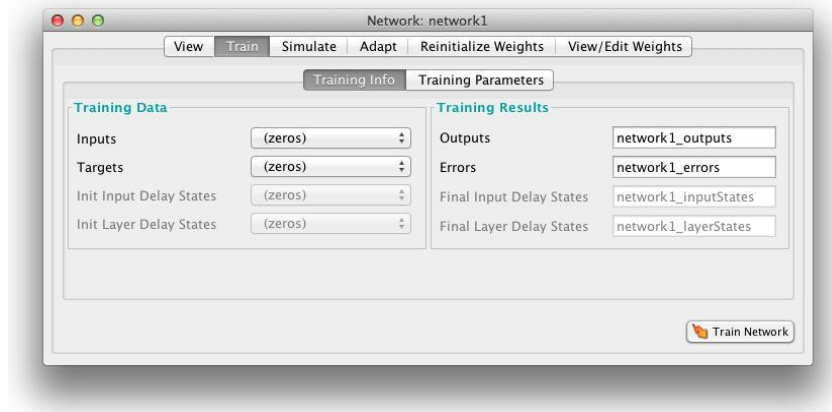 Network: network1
View Train Simulate Adapt Reinitialize Weights View/Edit Weights
Training Info Training Parameters
Training Data
Inputs (zeros)
Targets (zeros)
Init Input Delay States (zeros)
Init Layer Delay States (zeros)
Training Results
Outputs network1_outputs
Errors network1_errors
Final Input Delay States network1_inputStates
Final Layer Delay States network1_layerStates
Train Network